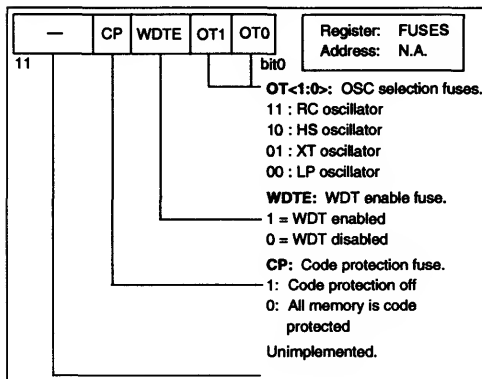 — CP WDTE OT1 OT0
Register: FUSES
Address: N.A.
11 bit0
OT<1:0>: OSC selection fuses.
11 : RC oscillator
10 : HS oscillator
01 : XT oscillator
00 : LP oscillator
WDTE: WDT enable fuse.
1 = WDT enabled
0 = WDT disabled
CP: Code protection fuse.
1: Code protection off
0: All memory is code
protected
Unimplemented.